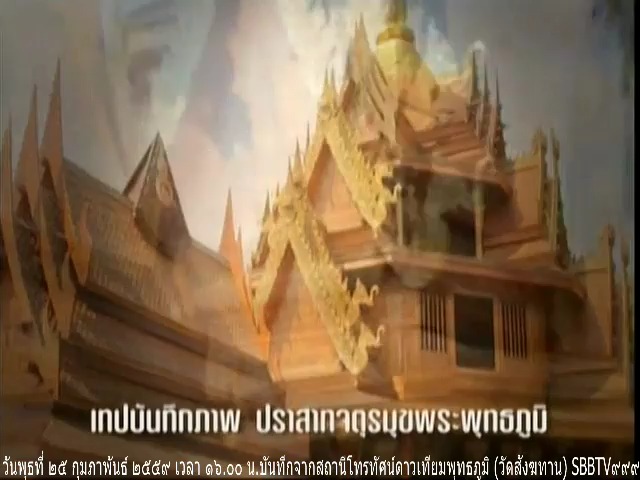 เทปบันทึกภาพ ปราสาทจตุรมุขพระพุทธภูมิ
วันพุธที่ ๒๕ กุมภาพันธ์ ๒๕๕๙ เวลา ๑๖.๐๐ น.บันทึกจากสถานีโทรทัศน์ดาวเทียมพุทธภูมิ (วัดสังฆทาน) SBBTV๙๙๙